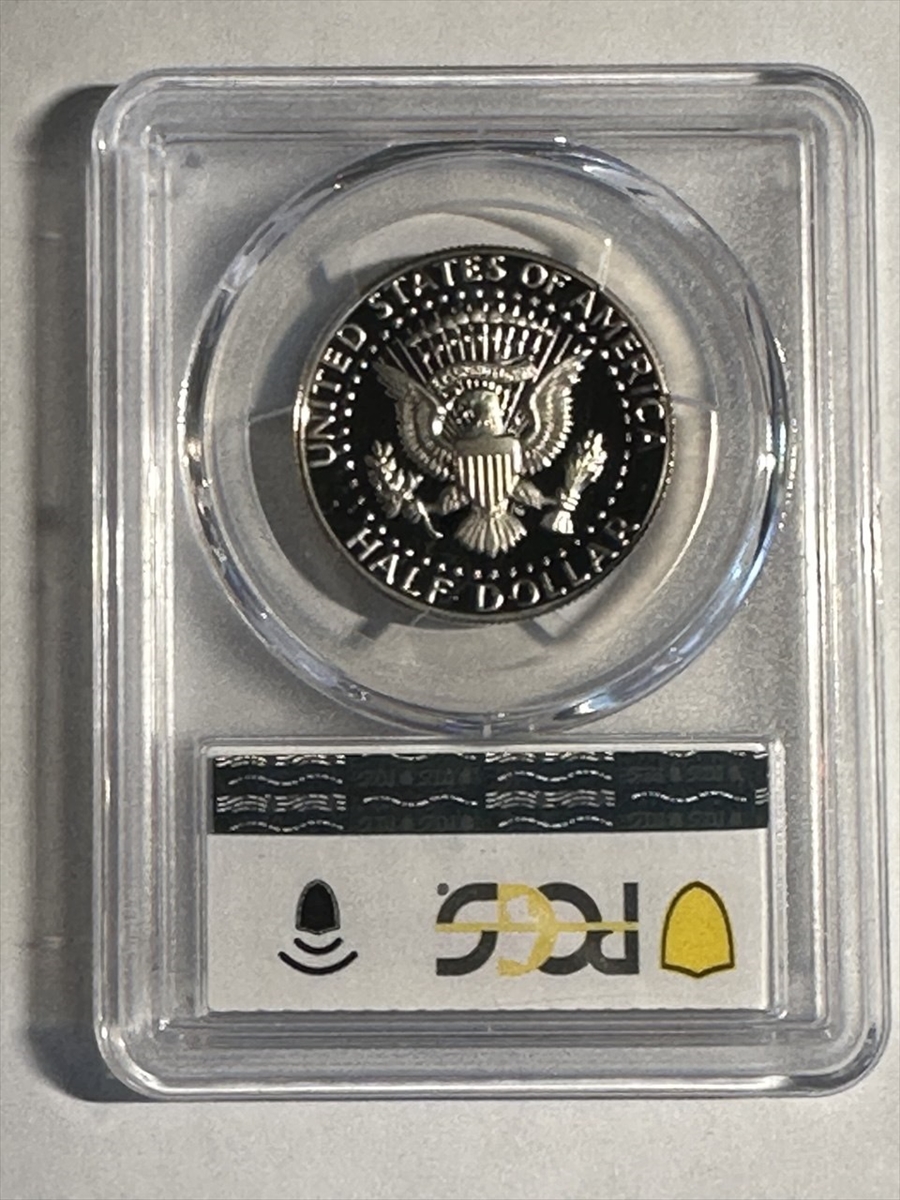 UNITED STATES OF AMERICA
HALF DOLLAR
PCGS